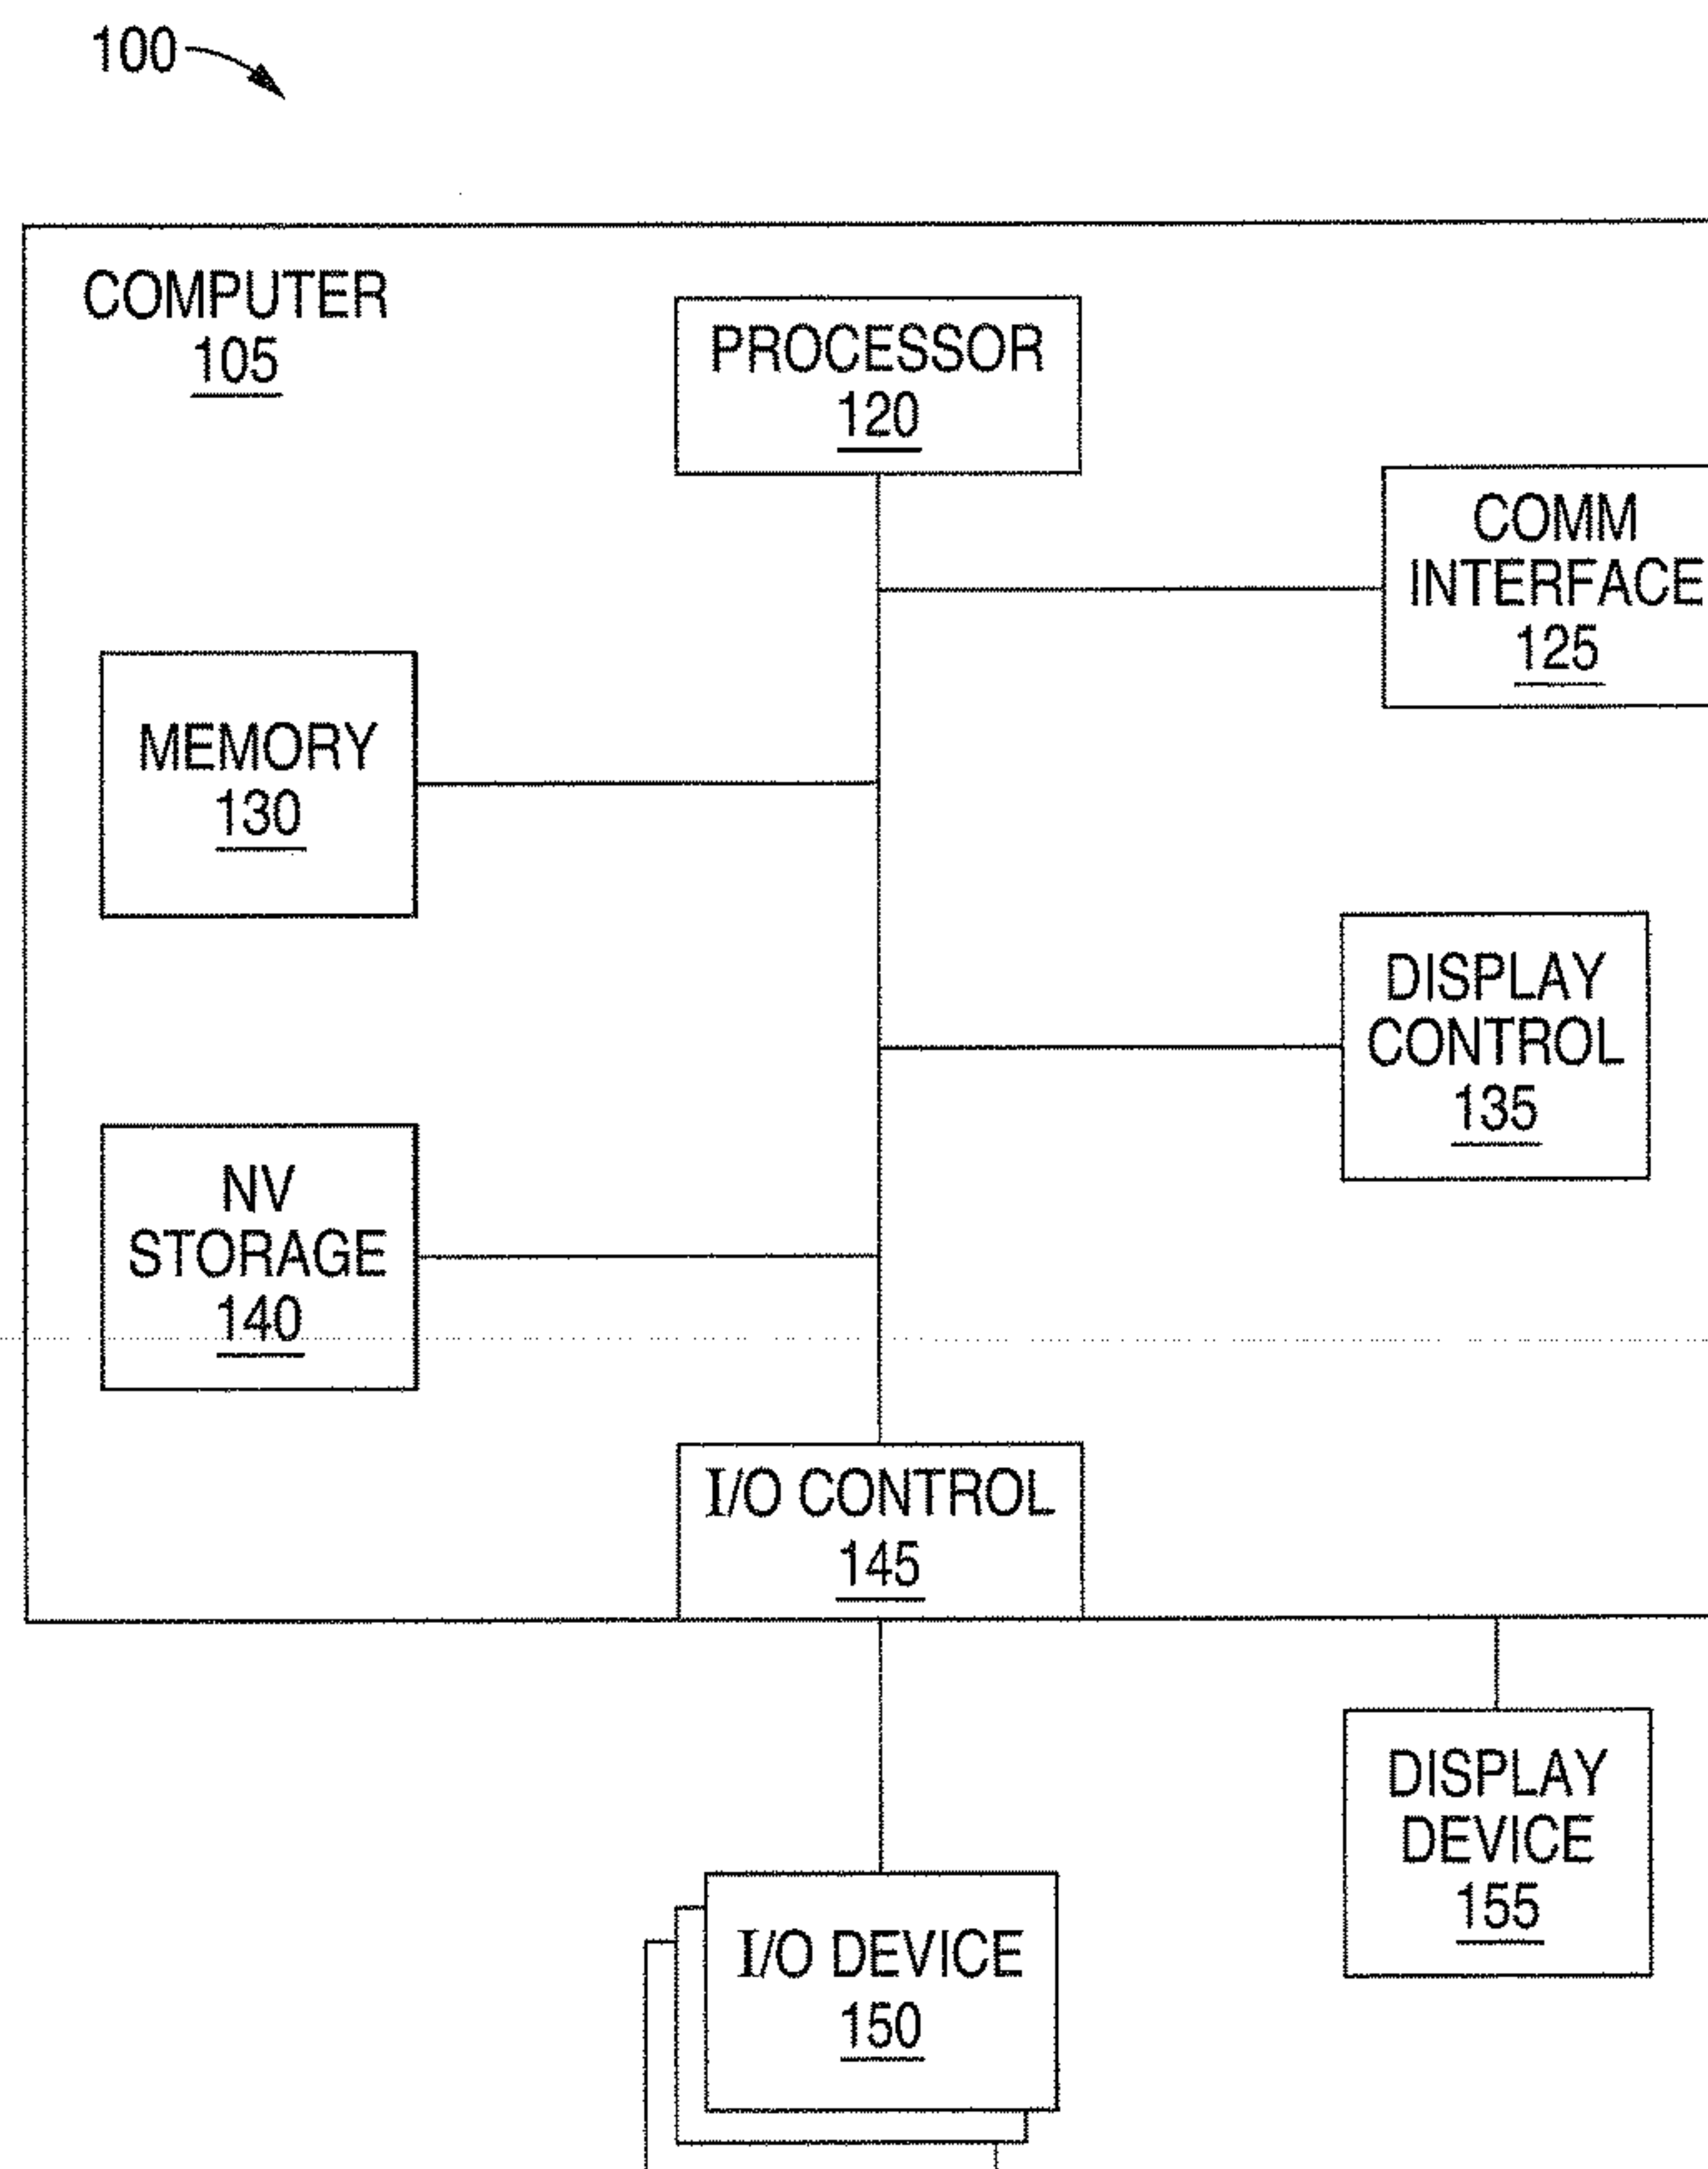 100
COMPUTER
105
PROCESSOR
120
COMM
INTERFACE
125
MEMORY
130
DISPLAY
CONTROL
135
NV
STORAGE
140
I/O CONTROL
145
DISPLAY
DEVICE
155
I/O DEVICE
150